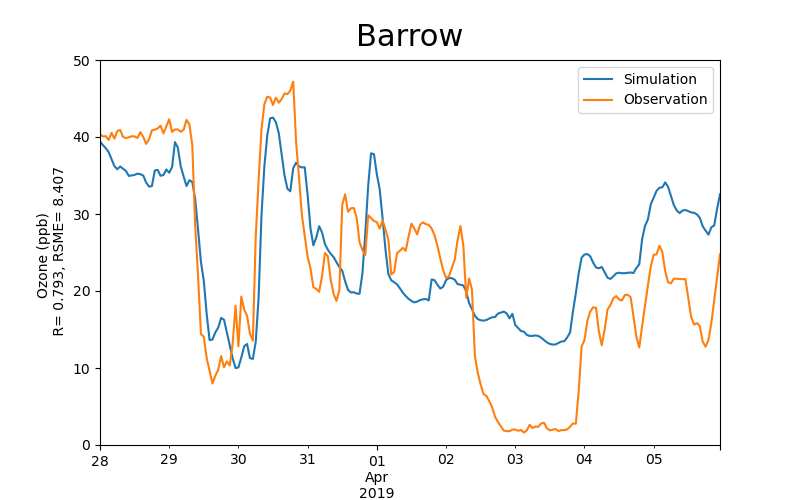 Barrow
Simulation
Observation
Ozone (ppb)
R= 0.793, RSME= 8.407
50
40
30
20
10
0
28 29 30 31 01 02 03 04 05
Apr
2019